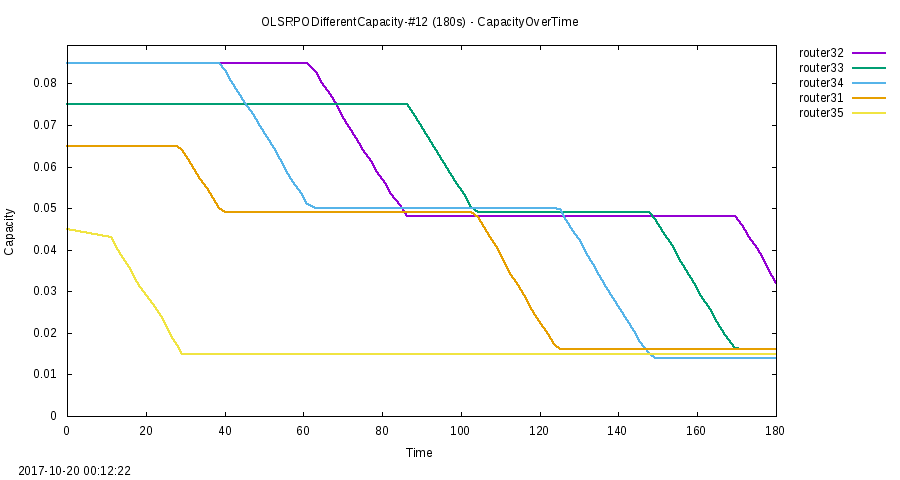 OLSRPODifferentCapacity-#12 (180s) - CapacityOverTime
router32
router33
router34
router31
router35
0.08
0.07
0.06
0.05
0.04
0.03
0.02
0.01
0
Capacity
0 20 40 60 80 100 120 140 160 180
Time
2017-10-20 00:12:22